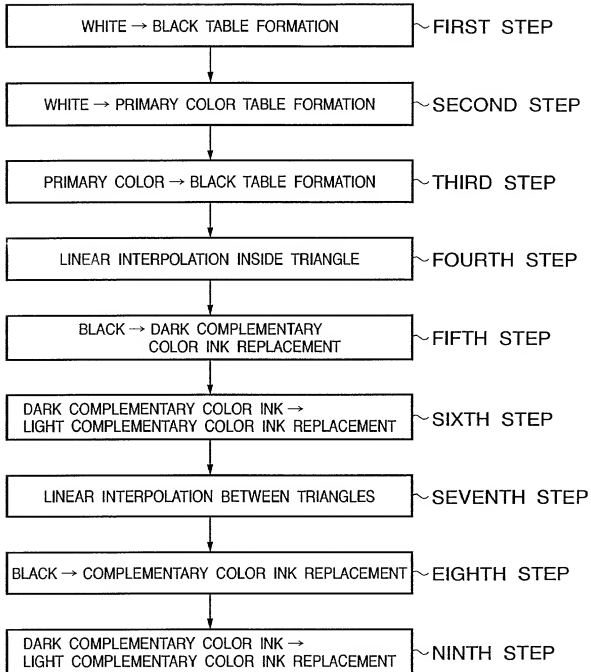 WHITE → BLACK TABLE FORMATION
FIRST STEP
WHITE → PRIMARY COLOR TABLE FORMATION
SECOND STEP
PRIMARY COLOR → BLACK TABLE FORMATION
THIRD STEP
LINEAR INTERPOLATION INSIDE TRIANGLE
FOURTH STEP
BLACK → DARK COMPLEMENTARY
COLOR INK REPLACEMENT
FIFTH STEP
DARK COMPLEMENTARY COLOR INK →
LIGHT COMPLEMENTARY COLOR INK REPLACEMENT
SIXTH STEP
LINEAR INTERPOLATION BETWEEN TRIANGLES
SEVENTH STEP
BLACK → COMPLEMENTARY COLOR INK REPLACEMENT
EIGHTH STEP
DARK COMPLEMENTARY COLOR INK →
LIGHT COMPLEMENTARY COLOR INK REPLACEMENT
NINTH STEP